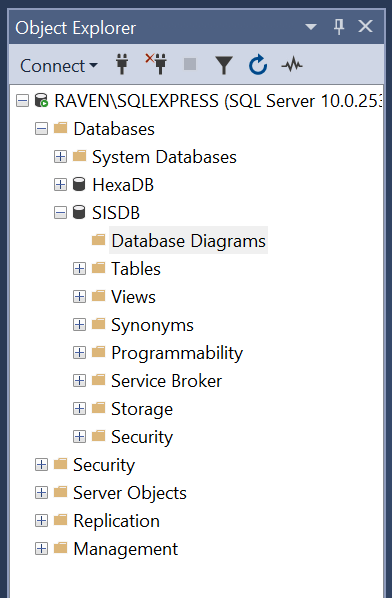 Object Explorer
Connect
RAVEN\SQLEXPRESS (SQL Server 10.0.25
Databases
System Databases
HexaDB
SISDB
Database Diagrams
Tables
Views
Synonyms
Programmability
Service Broker
Storage
Security
Security
Server Objects
Replication
Management